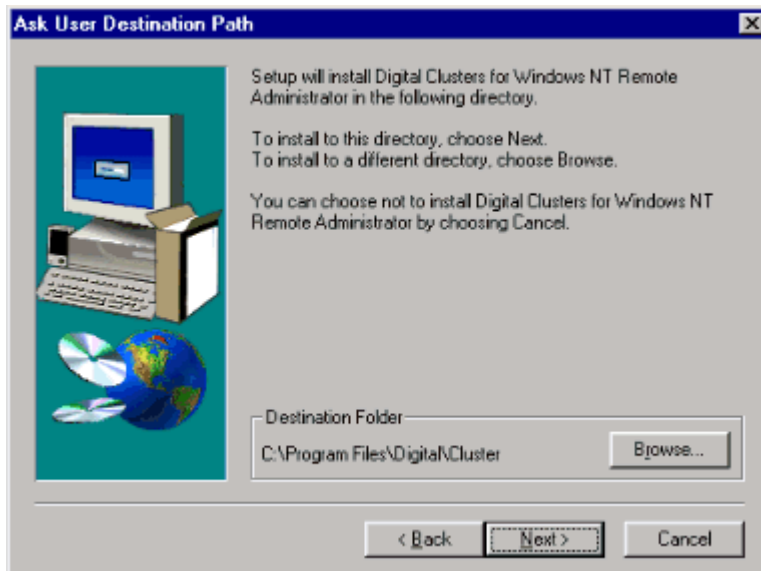 Ask User Destination Path
Setup will install Digital Clusters for Windows NT Remote
Administrator in the following directory.
To install to this directory, choose Next.
To install to a different directory, choose Browse.
You can choose not to install Digital Clusters for Windows NT
Remote Administrator by choosing Cancel.
Destination Folder
C:\Program Files\Digital\Cluster
Browse...
< Back
Next >
Cancel